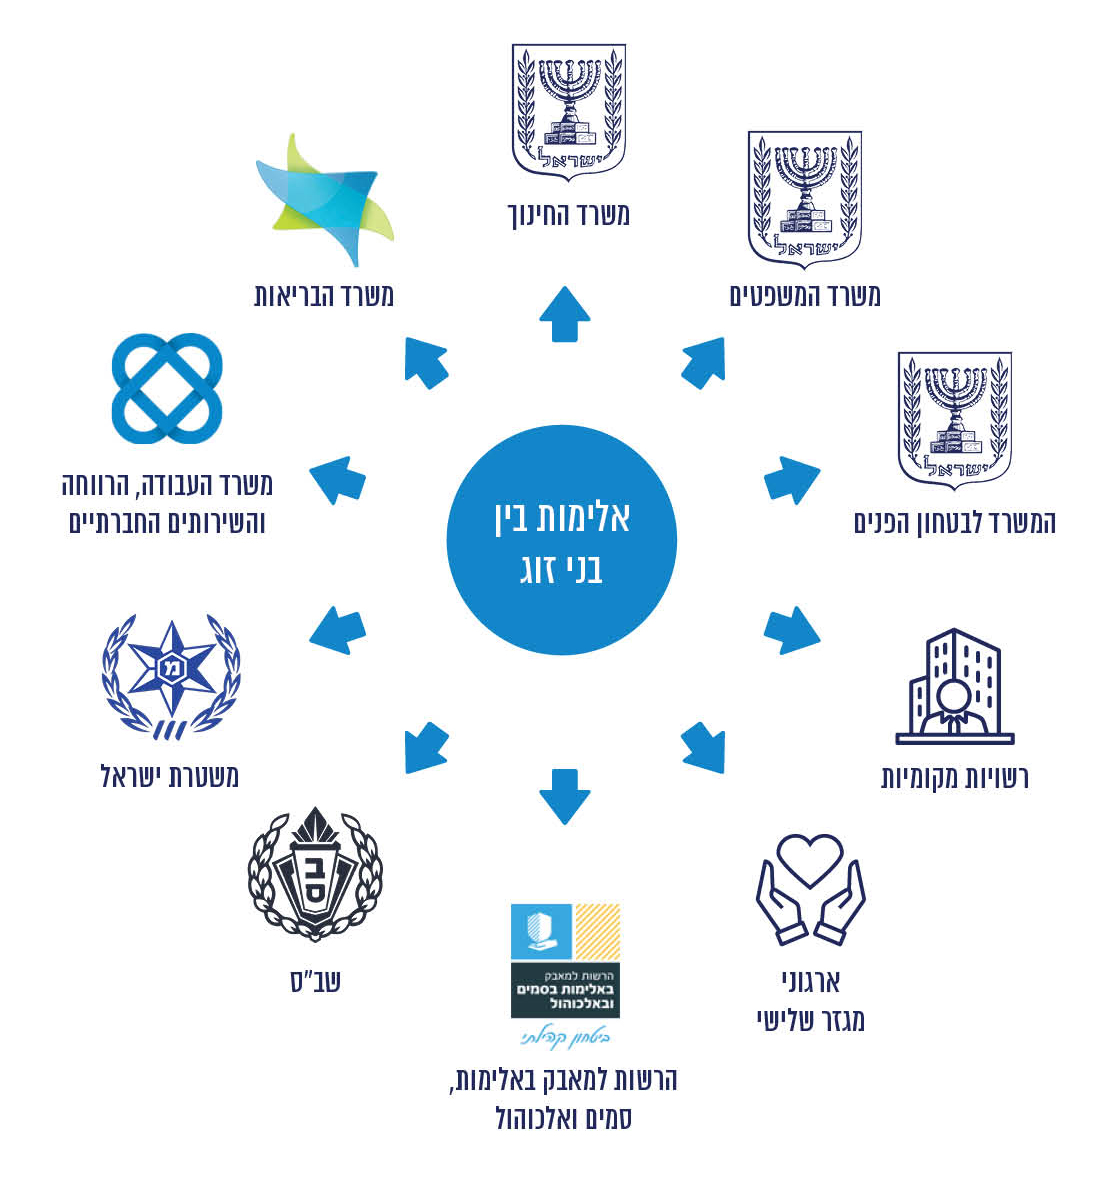 ישראל
משרד החינוך
ישראל
משרד המשפטים
ישראל
המשרד לבטחון הפנים
רשויות מקומיות
ארגוני
מגזר שלישי
הרשות למאבק
באלימות בסמים
ובאלכוהול
ביטחון קהילתי
הרשות למאבק באלימות,
סמים ואלכוהול
ב
ס
שב"ס
מ
משטרת ישראל
משרד העבודה, הרווחה
והשירותים החברתיים
משרד הבריאות
אלימות בין
בני זוג